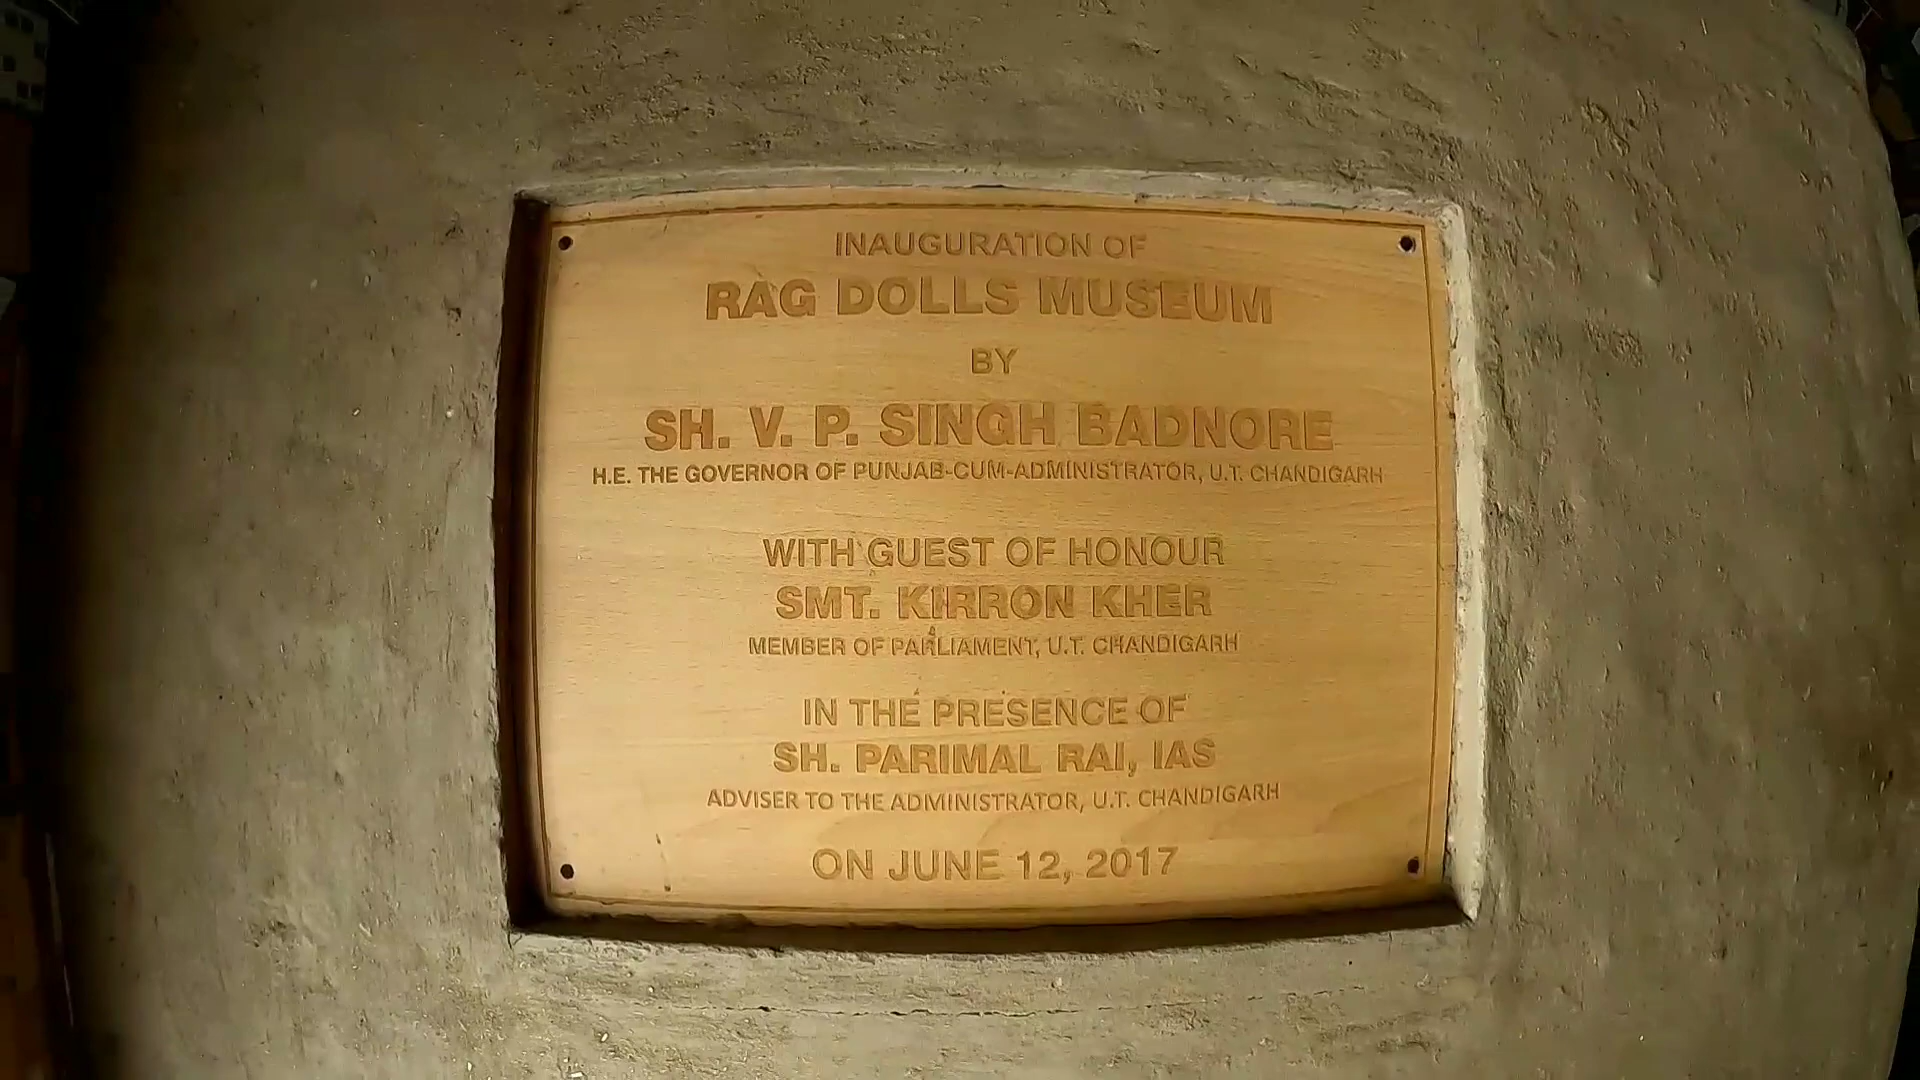 INAUGURATION OF
RAG DOLLS MUSEUM
BY
SH. V. P. SINGH BADNORE
H.E. THE GOVERNOR OF PUNJAB-CUM-ADMINISTRATOR, U.T. CHANDIGARH
WITH GUEST OF HONOUR
SMT. KIRRON KHER
MEMBER OF PARLIAMENT, U.T. CHANDIGARH
IN THE PRESENCE OF
SH. PARIMAL RAI, IAS
ADVISER TO THE ADMINISTRATOR, U.T. CHANDIGARH
ON JUNE 12, 2017